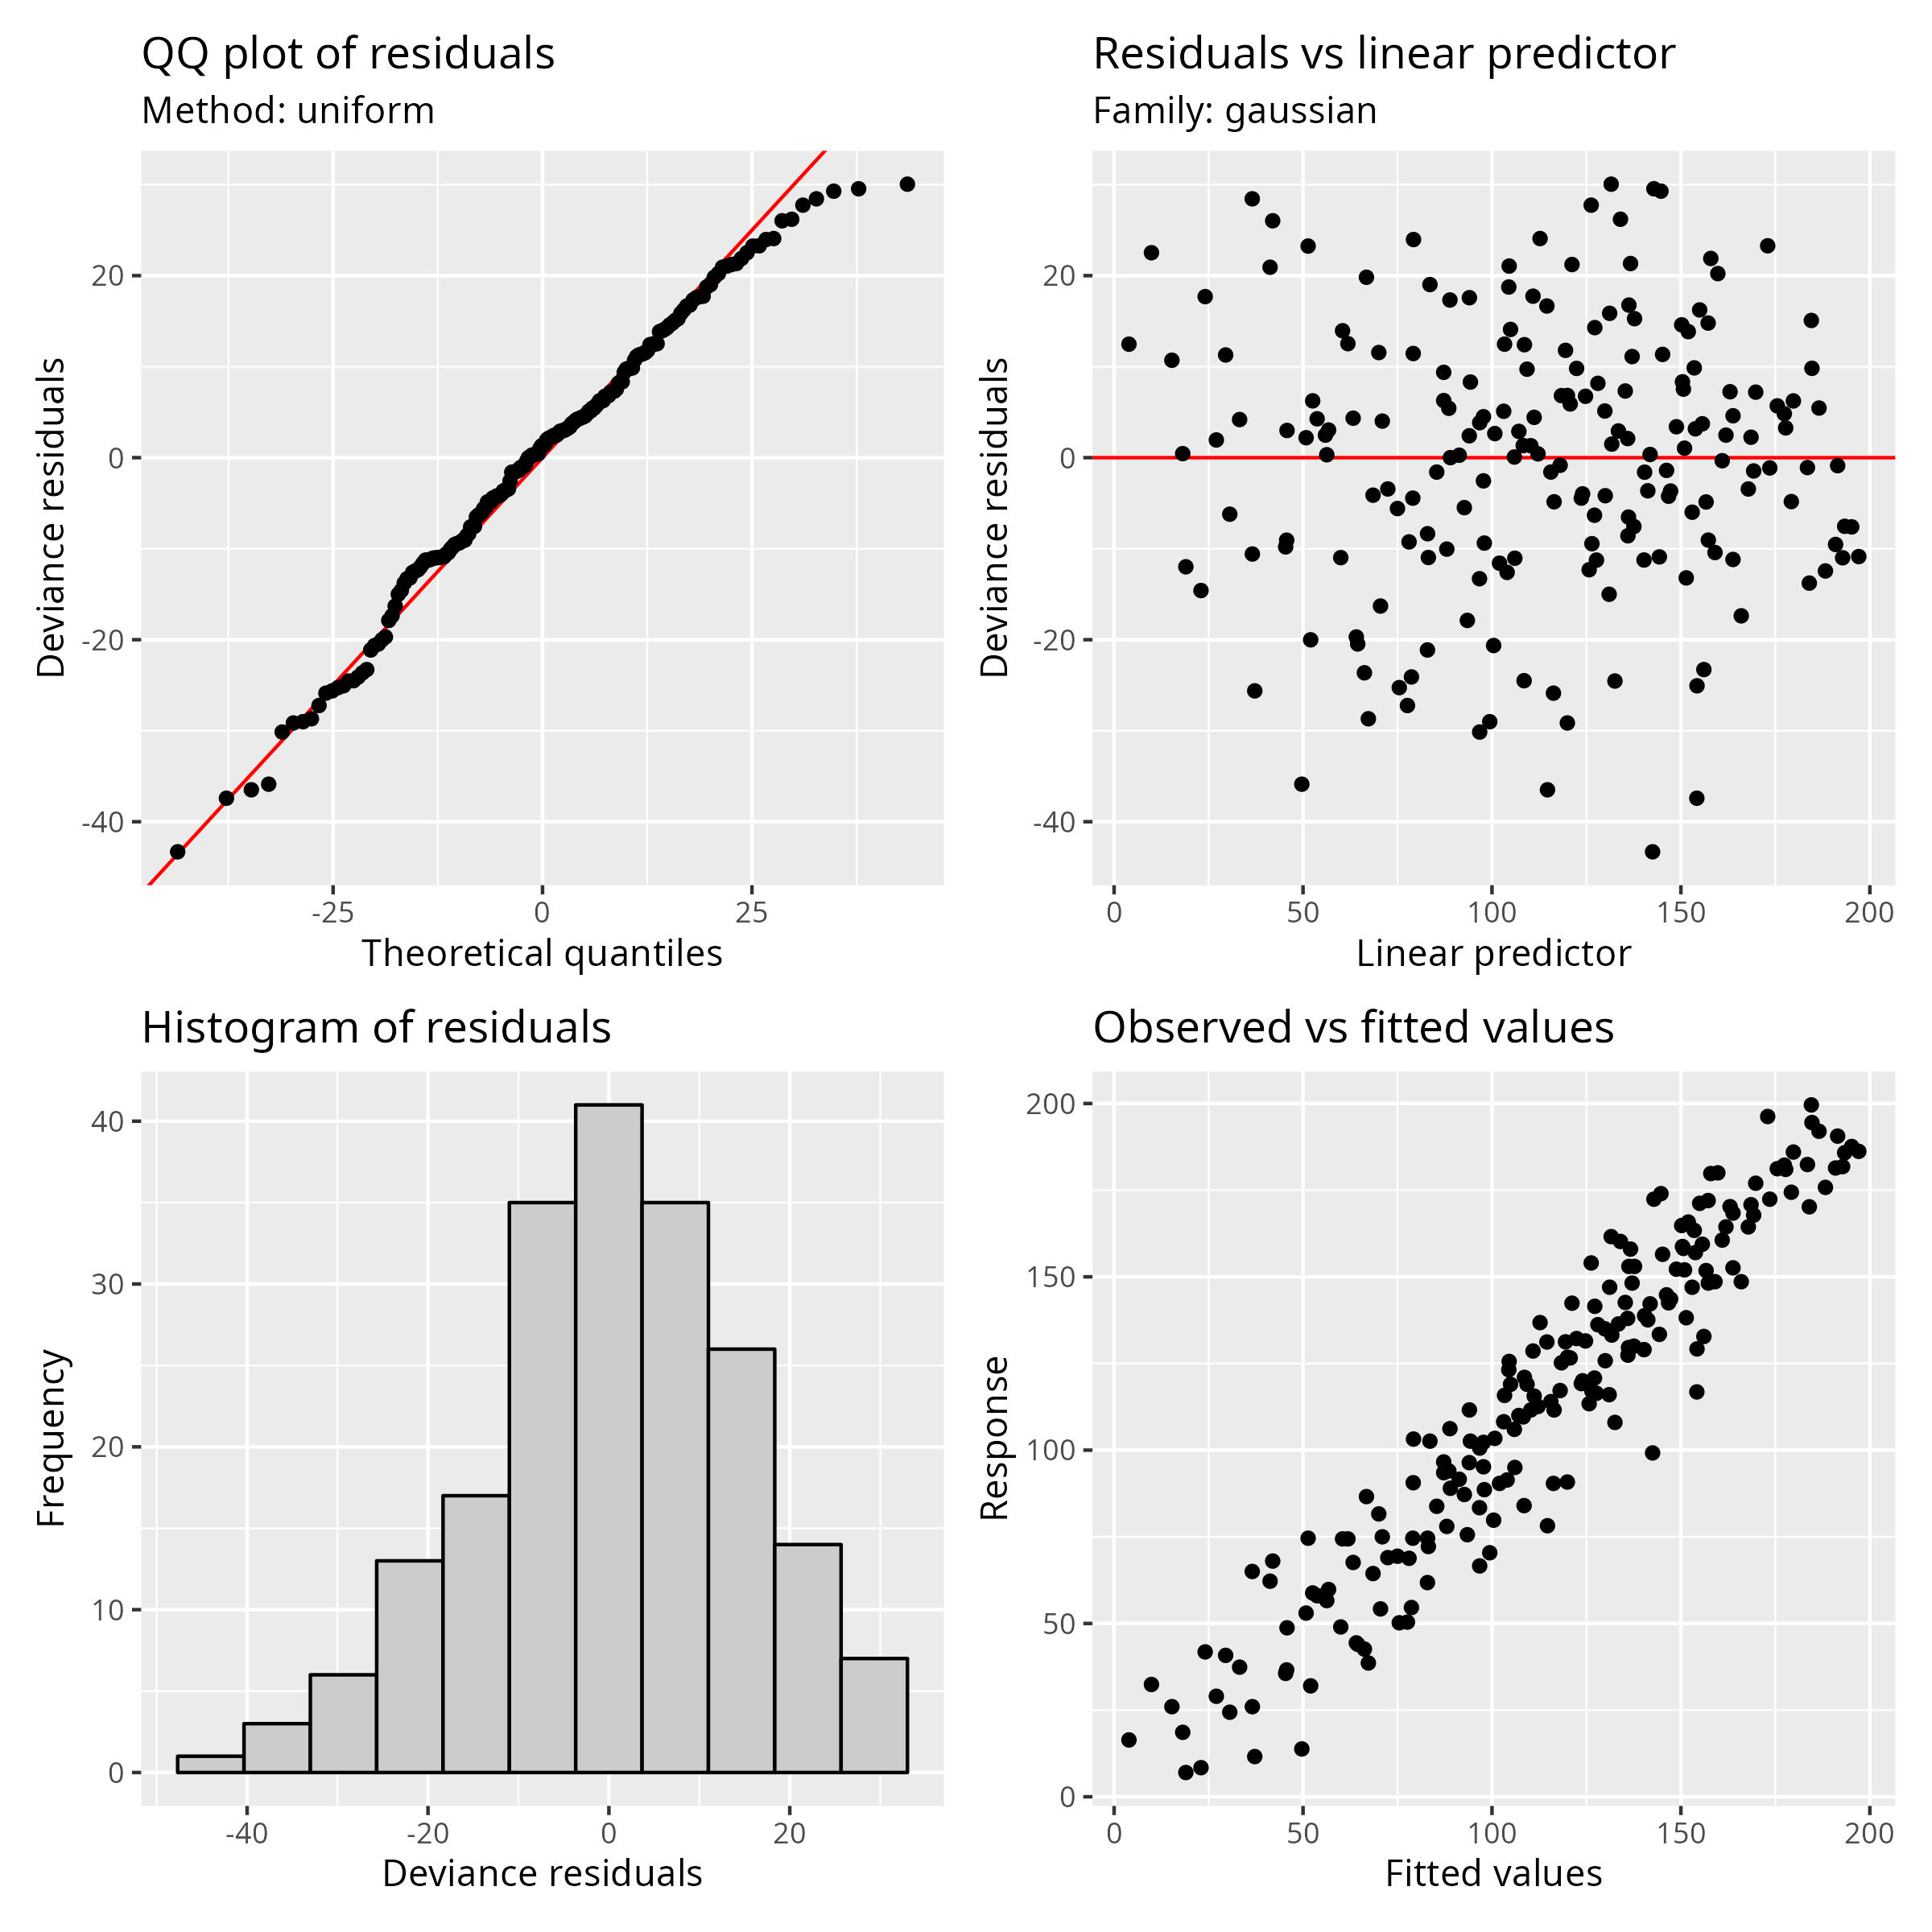 QQ plot of residuals
Method: uniform
Deviance residuals
20
0
-20
-40
-25
0
25
Theoretical quantiles
Residuals vs linear predictor
Family: gaussian
Deviance residuals
20
0
-20
-40
0
50
100
150
200
Linear predictor
Histogram of residuals
Frequency
40
30
20
10
0
-40
-20
0
20
Deviance residuals
Observed vs fitted values
Response
200
150
100
50
0
0
50
100
150
200
Fitted values